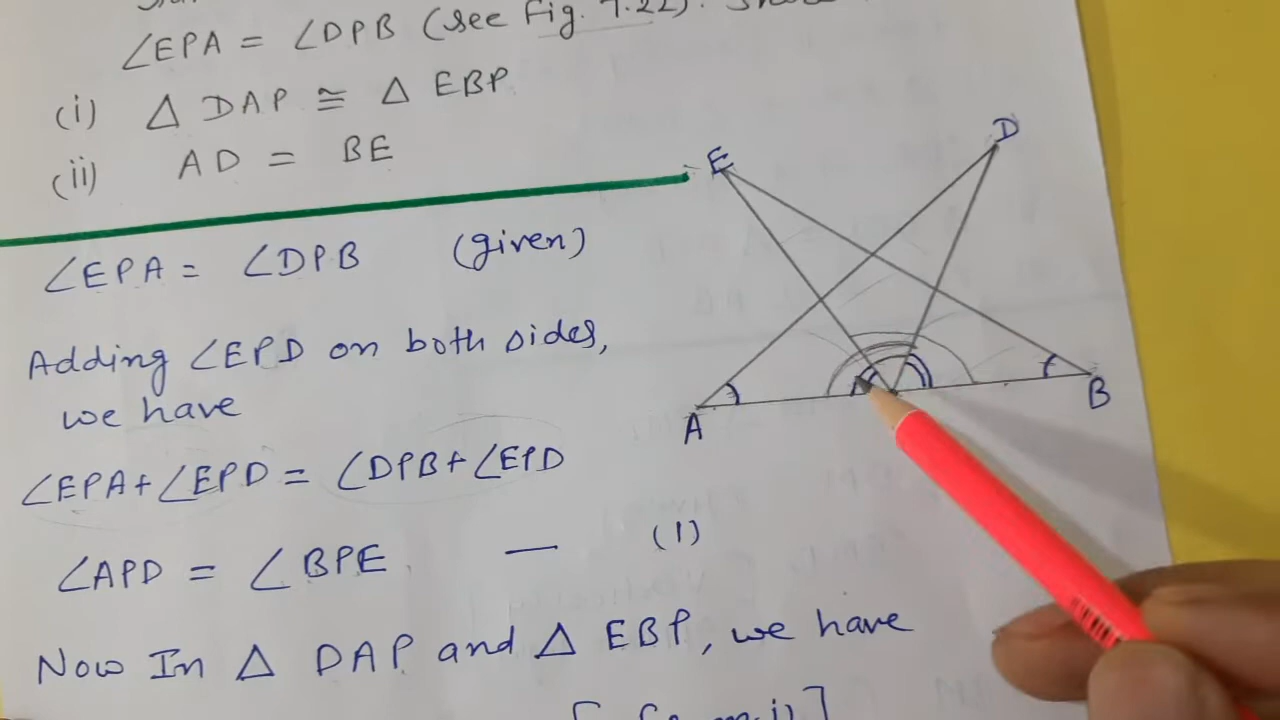 ∠EPA = ∠DPB (see Fig. 7.22). Show
(i) △ DAP ≅ △ EBP
(ii) AD = BE
∠EPA = ∠DPB (given)
Adding ∠EPD on both sides,
we have
∠EPA + ∠EPD = ∠DPB + ∠EPD
∠APD = ∠BPE — (1)
Now In △ DAP and △ EBP, we have
E
D
A
B